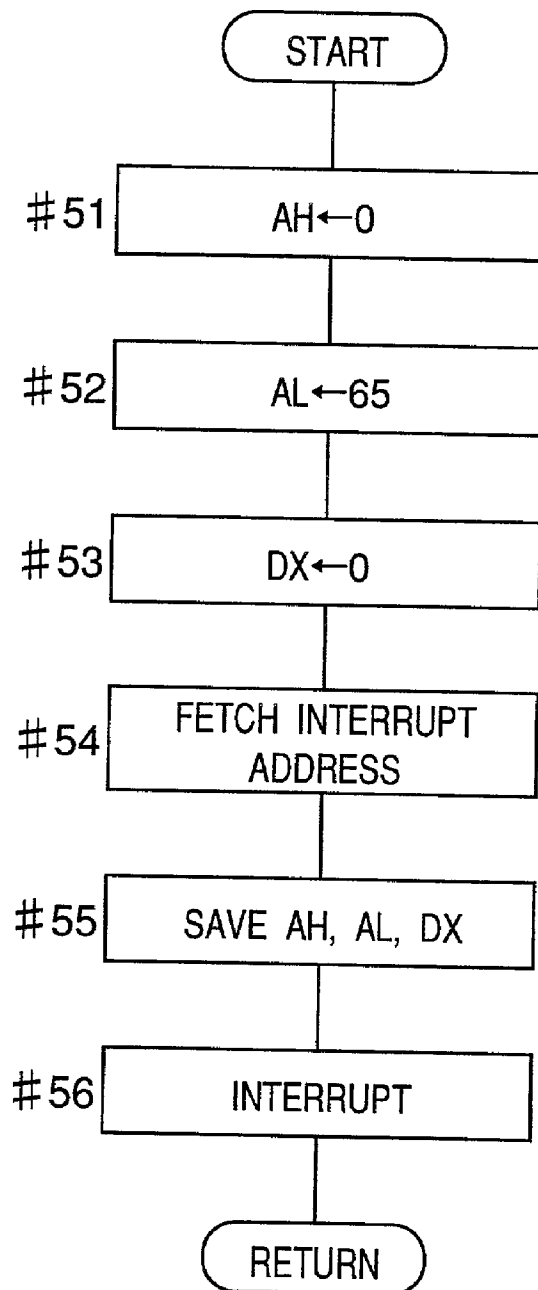 START
#51 AH←0
#52 AL←65
#53 DX←0
#54 FETCH INTERRUPT
ADDRESS
#55 SAVE AH, AL, DX
#56 INTERRUPT
RETURN